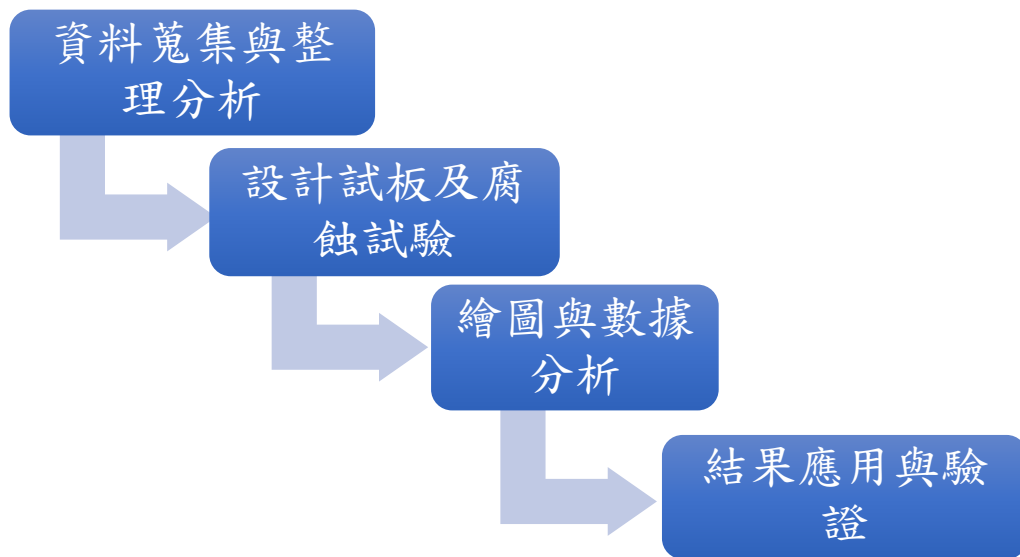 資料蒐集與整
理分析
設計試板及腐
蝕試驗
繪圖與數據
分析
結果應用與驗
證